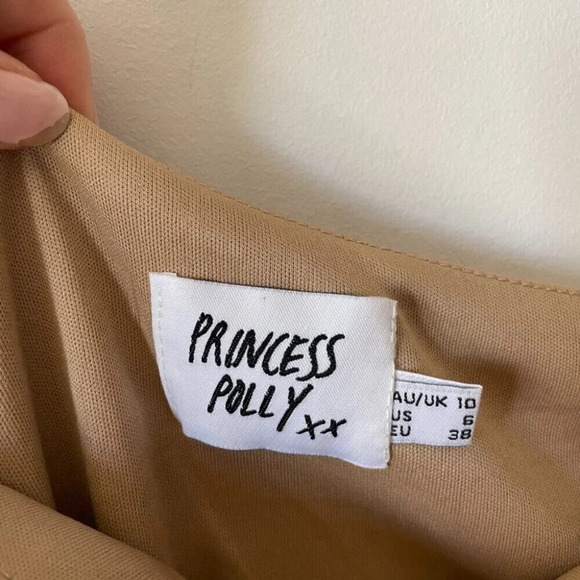 PRINCESS
POLLY xx
AU/UK 10
US 6
EU 38